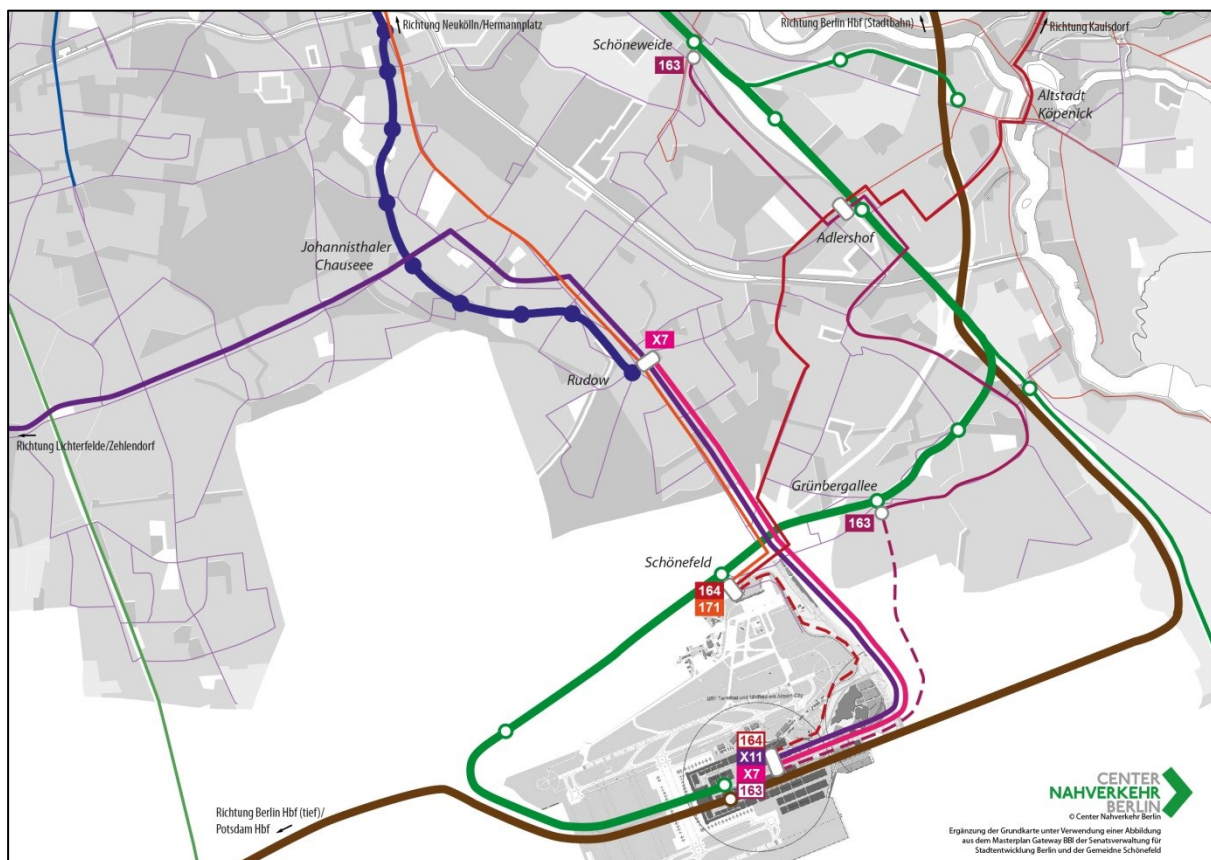 Richtung Neukölln/Hermannplatz
Richtung Berlin Hbf (Stadtbahn)
Richtung Kaulsdorf
Schöneweide
163
Altstadt
Köpenick
Adlershof
Johannisthaler
Chauseee
X7
Rudow
Richtung Lichterfelde/Zehlendorf
Grünbergallee
163
Schönefeld
164
171
164
X11
X7
163
Richtung Berlin Hbf (tief)/
Potsdam Hbf
CENTER
NAHVERKEHR
BERLIN
© Center Nahverkehr Berlin
Ergänzung der Grundkarte unter Verwendung einer Abbildung
aus dem Masterplan Gateway BBI der Senatsverwaltung für
Stadtentwicklung Berlin und der Gemeidne Schönefeld